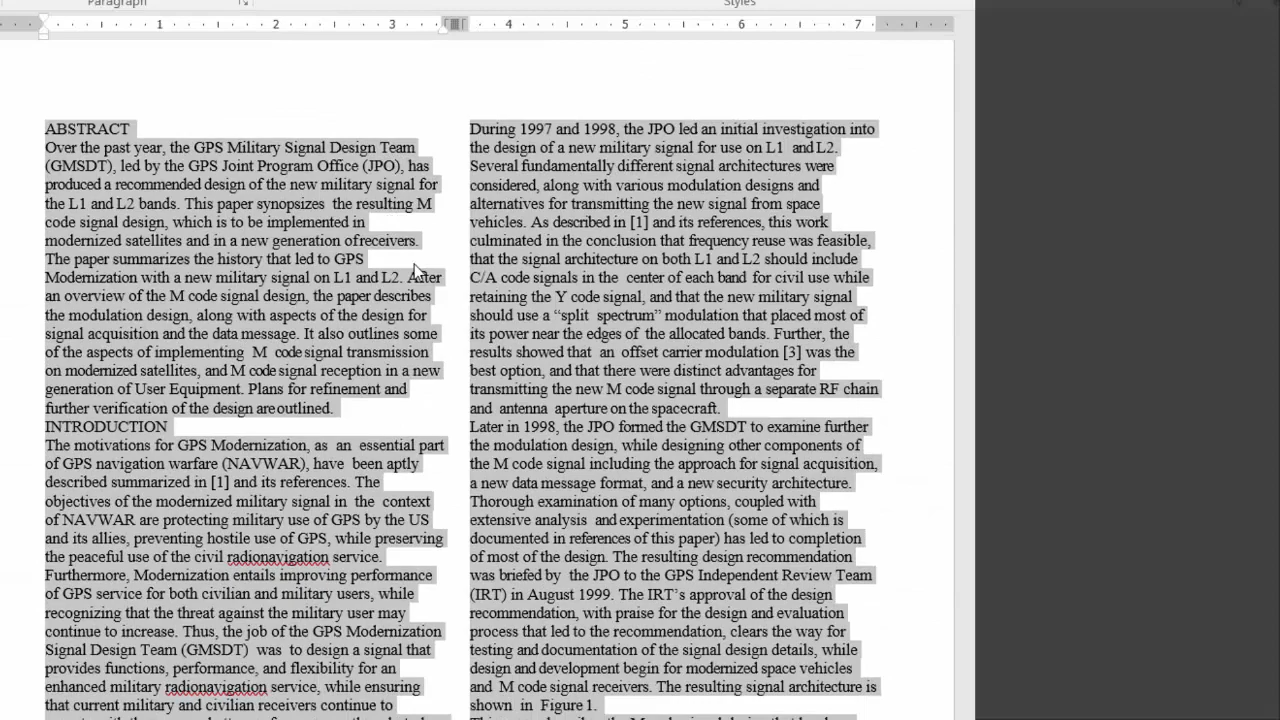 Paragraph
Styles
1 2 3 4 5 6 7
ABSTRACT
Over the past year, the GPS Military Signal Design Team
(GMSDT), led by the GPS Joint Program Office (JPO), has
produced a recommended design of the new military signal for
the L1 and L2 bands. This paper synopsizes the resulting M
code signal design, which is to be implemented in
modernized satellites and in a new generation of receivers.
The paper summarizes the history that led to GPS
Modernization with a new military signal on L1 and L2. After
an overview of the M code signal design, the paper describes
the modulation design, along with aspects of the design for
signal acquisition and the data message. It also outlines some
of the aspects of implementing M code signal transmission
on modernized satellites, and M code signal reception in a new
generation of User Equipment. Plans for refinement and
further verification of the design are outlined.
INTRODUCTION
The motivations for GPS Modernization, as an essential part
of GPS navigation warfare (NAVWAR), have been aptly
described summarized in [1] and its references. The
objectives of the modernized military signal in the context
of NAVWAR are protecting military use of GPS by the US
and its allies, preventing hostile use of GPS, while preserving
the peaceful use of the civil radionavigation service.
Furthermore, Modernization entails improving performance
of GPS service for both civilian and military users, while
recognizing that the threat against the military user may
continue to increase. Thus, the job of the GPS Modernization
Signal Design Team (GMSDT) was to design a signal that
provides functions, performance, and flexibility for an
enhanced military radionavigation service, while ensuring
that current military and civilian receivers continue to
During 1997 and 1998, the JPO led an initial investigation into
the design of a new military signal for use on L1 and L2.
Several fundamentally different signal architectures were
considered, along with various modulation designs and
alternatives for transmitting the new signal from space
vehicles. As described in [1] and its references, this work
culminated in the conclusion that frequency reuse was feasible,
that the signal architecture on both L1 and L2 should include
C/A code signals in the center of each band for civil use while
retaining the Y code signal, and that the new military signal
should use a “split spectrum” modulation that placed most of
its power near the edges of the allocated bands. Further, the
results showed that an offset carrier modulation [3] was the
best option, and that there were distinct advantages for
transmitting the new M code signal through a separate RF chain
and antenna aperture on the spacecraft.
Later in 1998, the JPO formed the GMSDT to examine further
the modulation design, while designing other components of
the M code signal including the approach for signal acquisition,
a new data message format, and a new security architecture.
Thorough examination of many options, coupled with
extensive analysis and experimentation (some of which is
documented in references of this paper) has led to completion
of most of the design. The resulting design recommendation
was briefed by the JPO to the GPS Independent Review Team
(IRT) in August 1999. The IRT’s approval of the design
recommendation, with praise for the design and evaluation
process that led to the recommendation, clears the way for
testing and documentation of the signal design details, while
design and development begin for modernized space vehicles
and M code signal receivers. The resulting signal architecture is
shown in Figure 1.